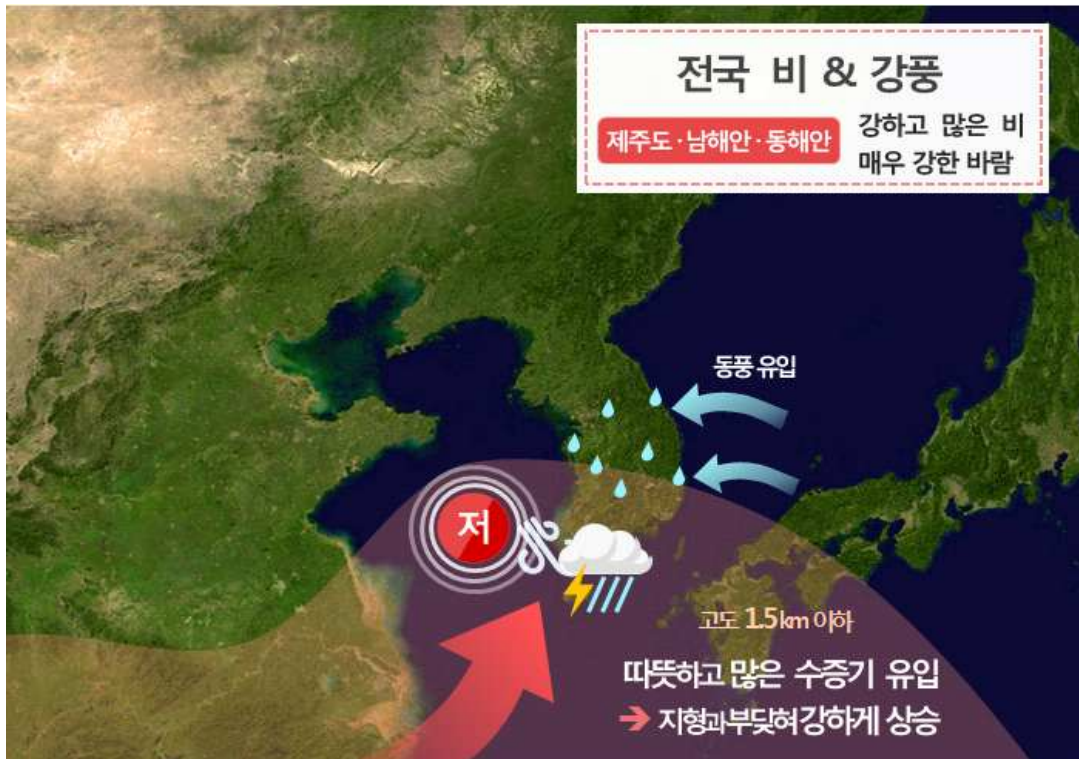 전국 비 & 강풍
제주도·남해안·동해안
강하고 많은 비
매우 강한 바람
동풍 유입
저
고도 1.5km 이하
따뜻하고 많은 수증기 유입
➔ 지형과 부딪혀 강하게 상승